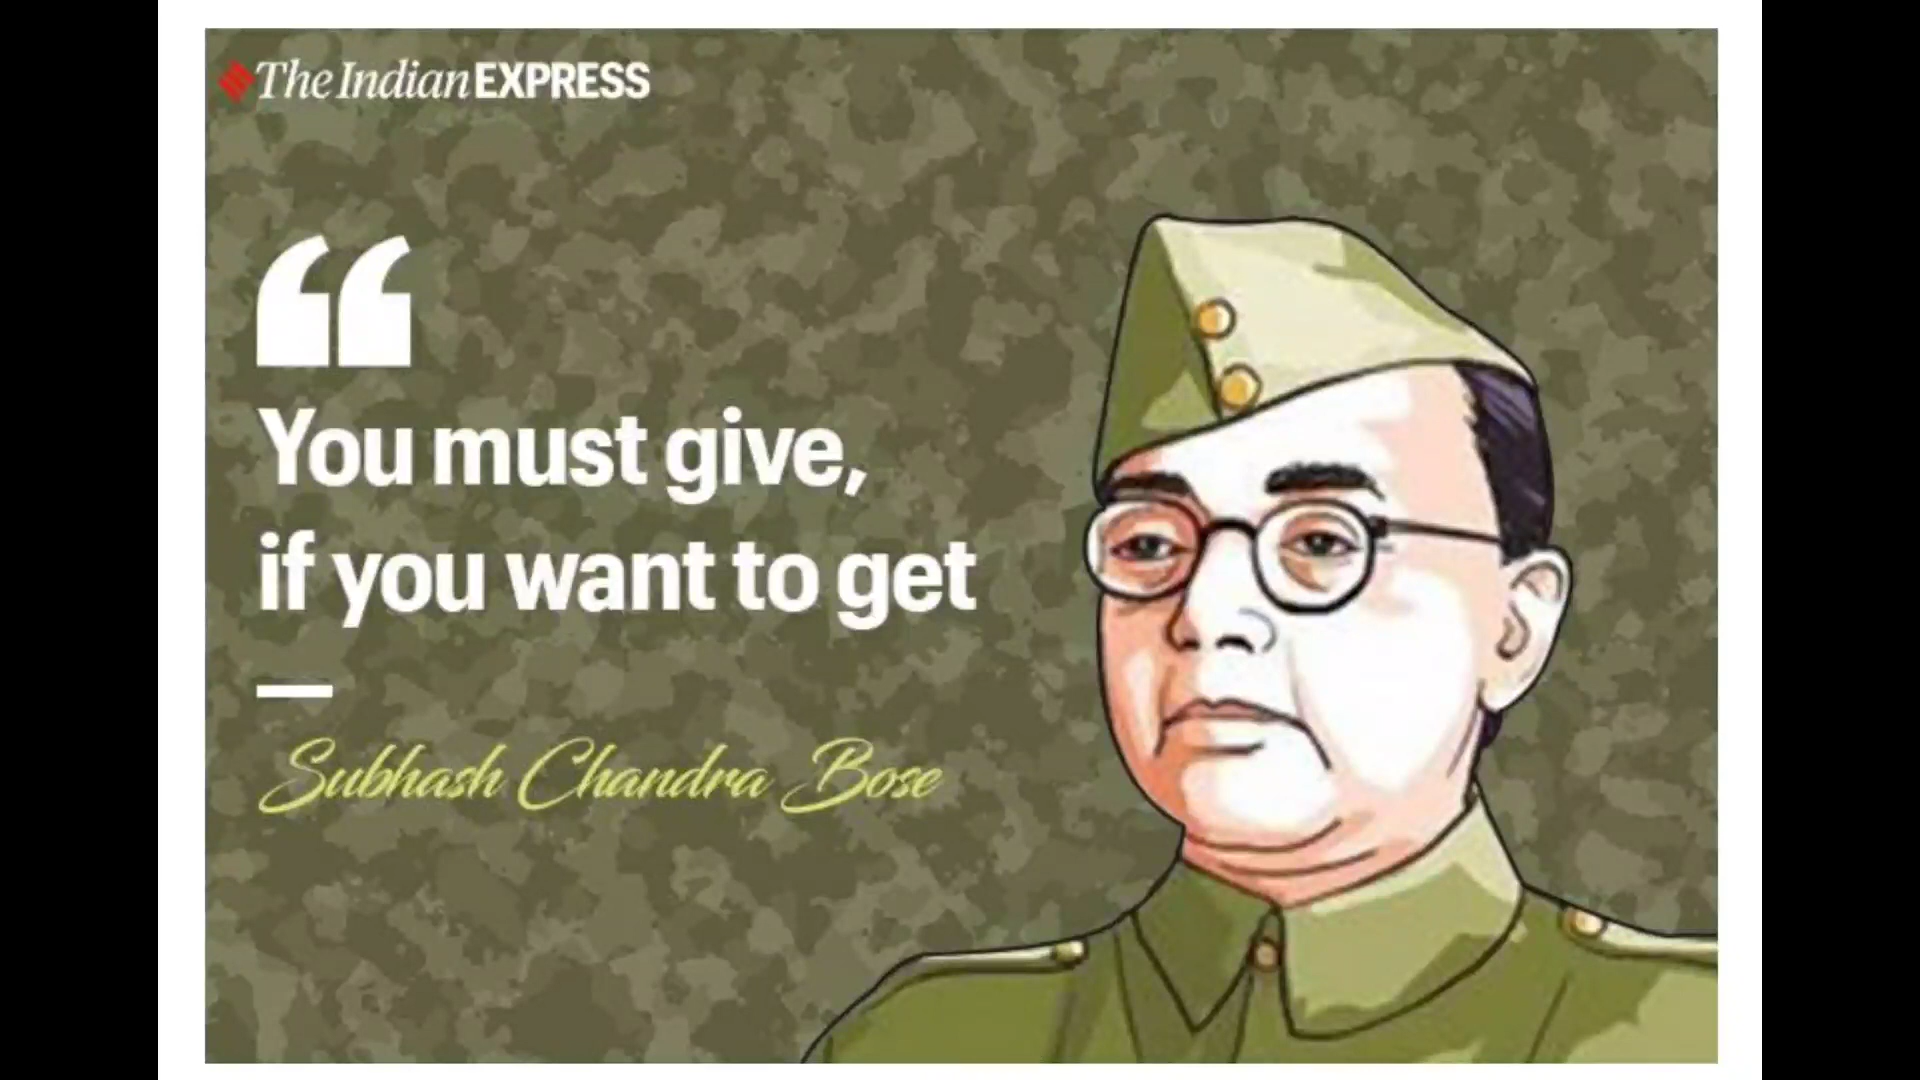 The Indian EXPRESS
“
You must give,
if you want to get
—
Subhash Chandra Bose